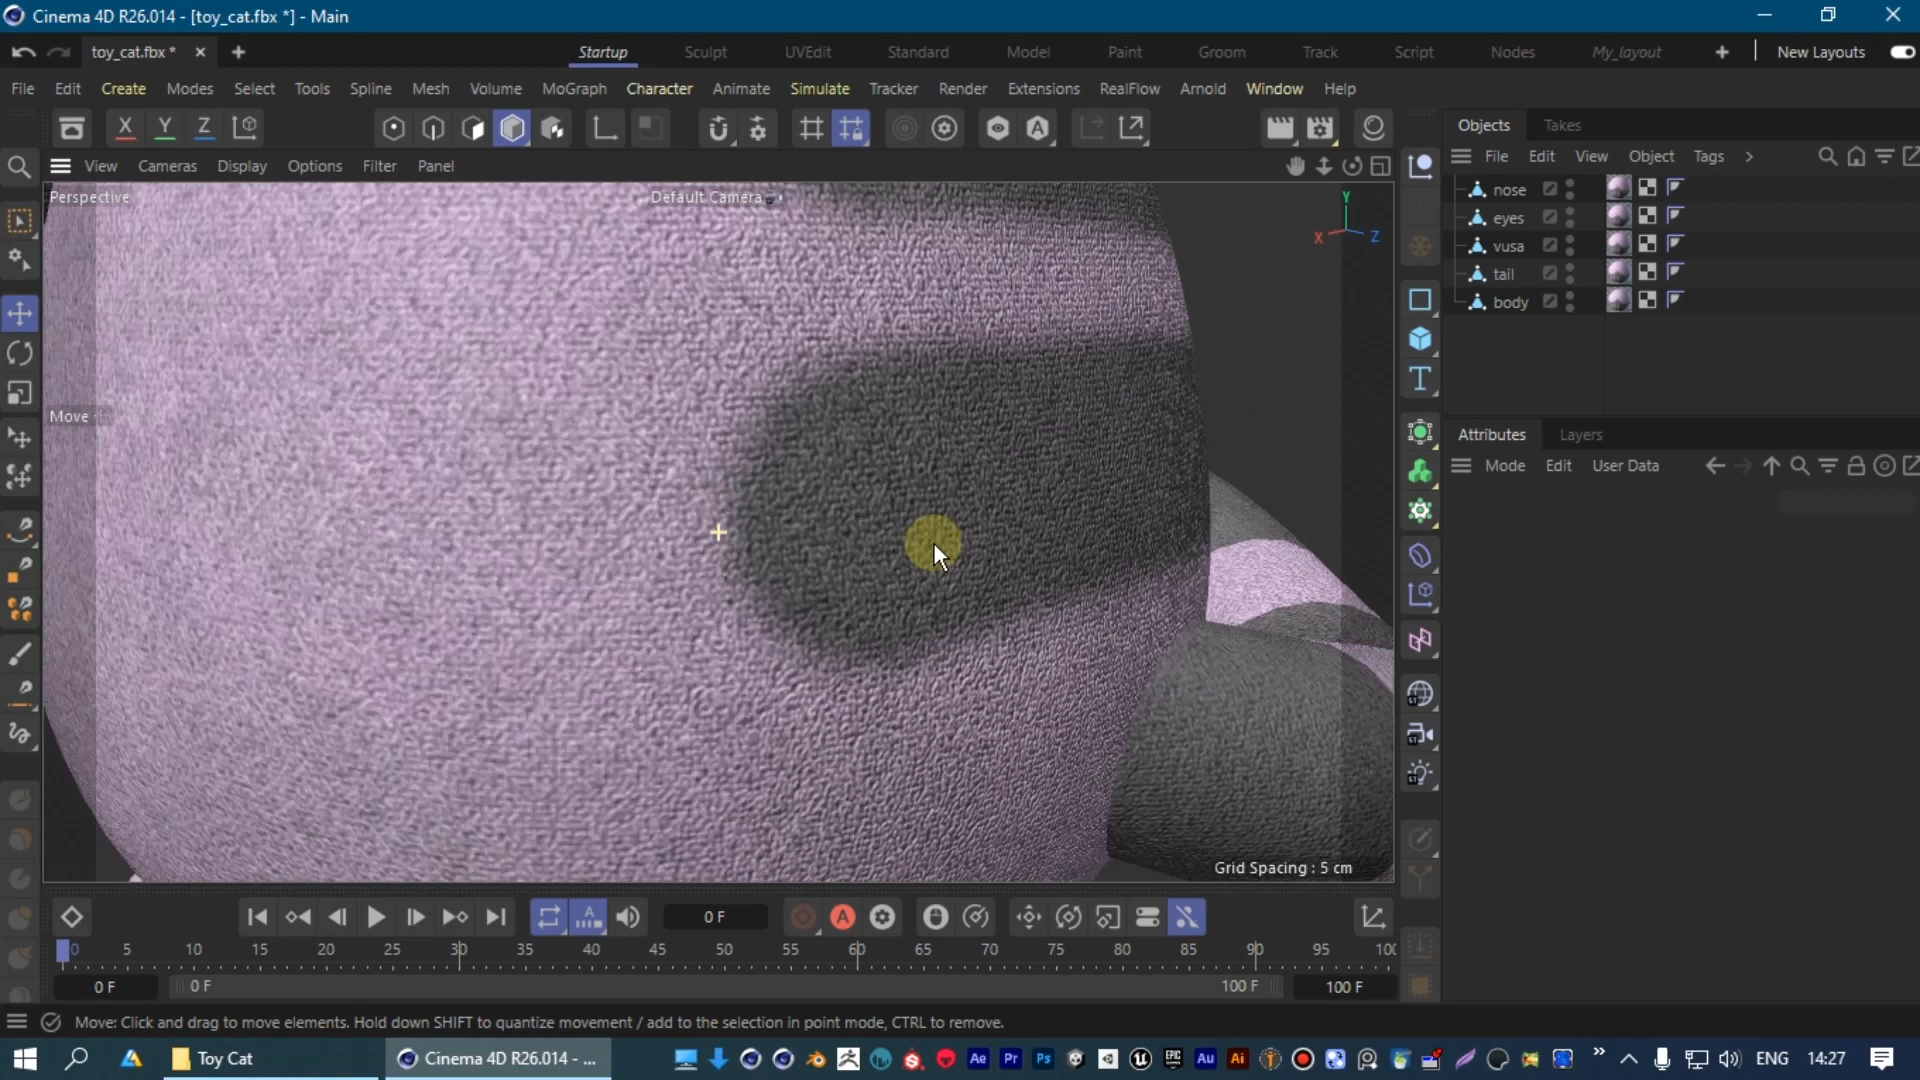 Cinema 4D R26.014 - [toy_cat.fbx *] - Main
toy_cat.fbx *
Startup
Sculpt
UVEdit
Standard
Model
Paint
Groom
Track
Script
Nodes
My_layout
New Layouts
File Edit Create Modes Select Tools Spline Mesh Volume MoGraph Character Animate Simulate Tracker Render Extensions RealFlow Arnold Window Help
X Y Z
Objects Takes
View Cameras Display Options Filter Panel
File Edit View Object Tags
Perspective
Default Camera
Y
X
Z
nose
eyes
vusa
tail
body
Move
Attributes Layers
Mode Edit User Data
Grid Spacing : 5 cm
0 F
0 5 10 15 20 25 30 35 40 45 50 55 60 65 70 75 80 85 90 95 100
0 F
0 F
100 F
100 F
Move: Click and drag to move elements. Hold down SHIFT to quantize movement / add to the selection in point mode, CTRL to remove.
Toy Cat
Cinema 4D R26.014 - ...
Ae
Pr
Ps
EPIC
Au
Ai
ENG
14:27